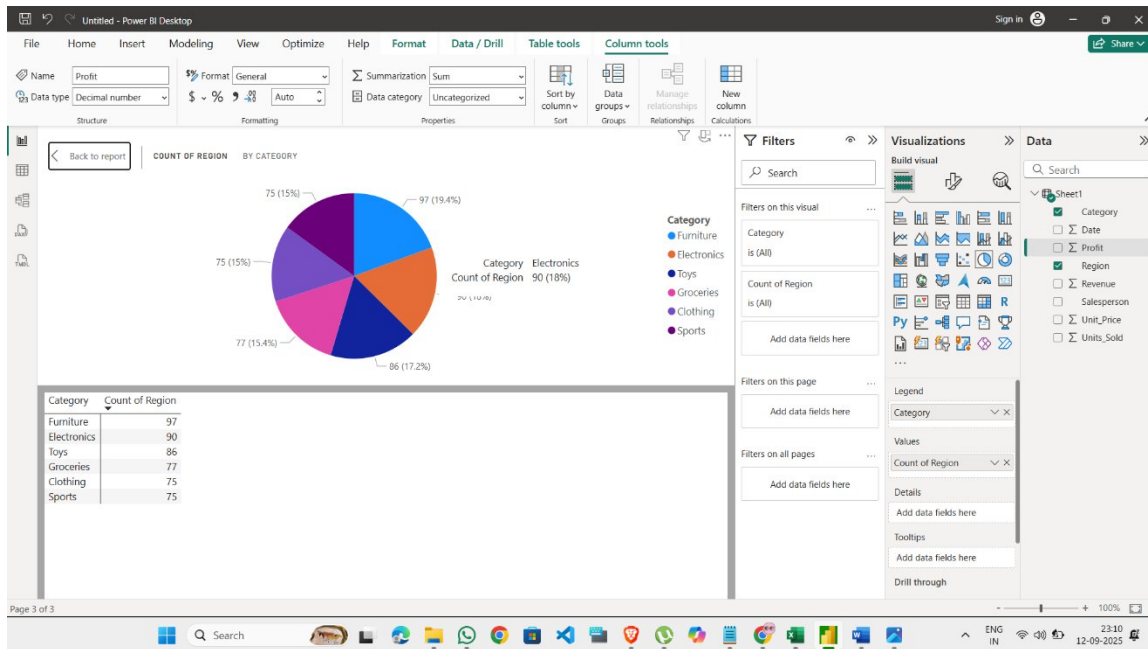 Untitled - Power BI Desktop
Sign in
File Home Insert Modeling View Optimize Help Format Data / Drill Table tools Column tools
Share
Name Profit
Data type Decimal number
Structure
$% Format General
$ % 9 Auto
Formatting
Σ Summarization Sum
Data category Uncategorized
Properties
Sort by column
Sort
Data groups
Groups
Manage relationships
Relationships
New column
Calculations
Back to report
COUNT OF REGION BY CATEGORY
75 (15%)
97 (19.4%)
75 (15%)
77 (15.4%)
86 (17.2%)
Category Electronics
Count of Region 90 (18%)
Category
Furniture
Electronics
Toys
Groceries
Clothing
Sports
Category Count of Region
Furniture 97
Electronics 90
Toys 86
Groceries 77
Clothing 75
Sports 75
Filters
Search
Filters on this visual ...
Category
is (All)
Count of Region
is (All)
Add data fields here
Filters on this page ...
Add data fields here
Filters on all pages ...
Add data fields here
Visualizations
Build visual
R
Py
...
Legend
Category
Values
Count of Region
Details
Add data fields here
Tooltips
Add data fields here
Drill through
Data
Search
Sheet1
Category
Σ Date
Σ Profit
Region
Σ Revenue
Salesperson
Σ Unit_Price
Σ Units_Sold
Page 3 of 3
- + 100%
Search
ENG
IN
23:10
12-09-2025